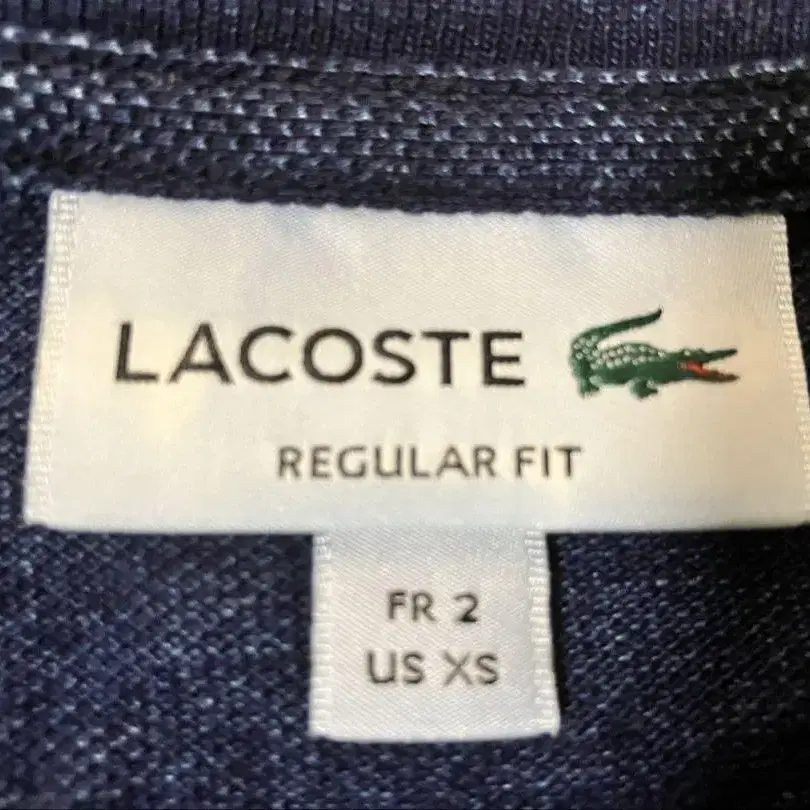 LACOSTE
REGULAR FIT
FR 2
US XS